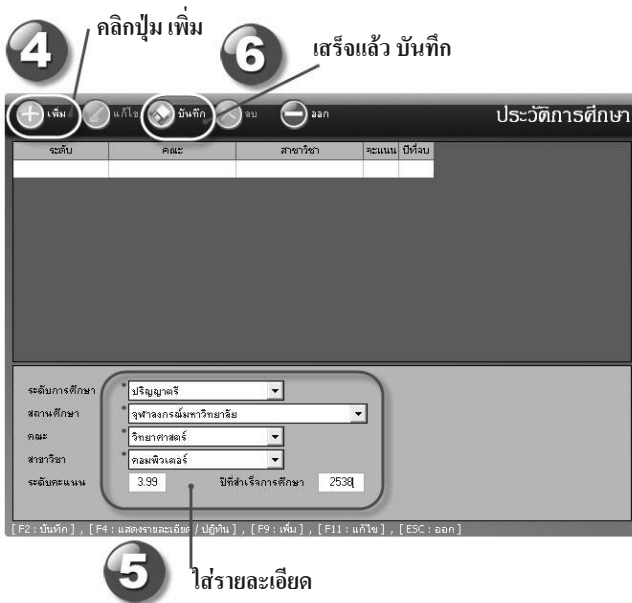 4 คลิกปุ่ม เพิ่ม
6 เสร็จแล้ว บันทึก
เพิ่ม แก้ไข บันทึก ลบ ออก ประวัติการศึกษา
ระดับ คณะ สาขาวิชา คะแนน ปีที่จบ
ระดับการศึกษา * ปริญญาตรี
สถานศึกษา * จุฬาลงกรณ์มหาวิทยาลัย
คณะ * วิทยาศาสตร์
สาขาวิชา * คอมพิวเตอร์
ระดับคะแนน 3.99 ปีที่สำเร็จการศึกษา 2538
[ F2 : บันทึก ] , [ F4 : แสดงรายละเอียด / ปฏิทิน ] , [ F9 : เพิ่ม ] , [ F11 : แก้ไข ] , [ ESC : ออก ]
5 ใส่รายละเอียด